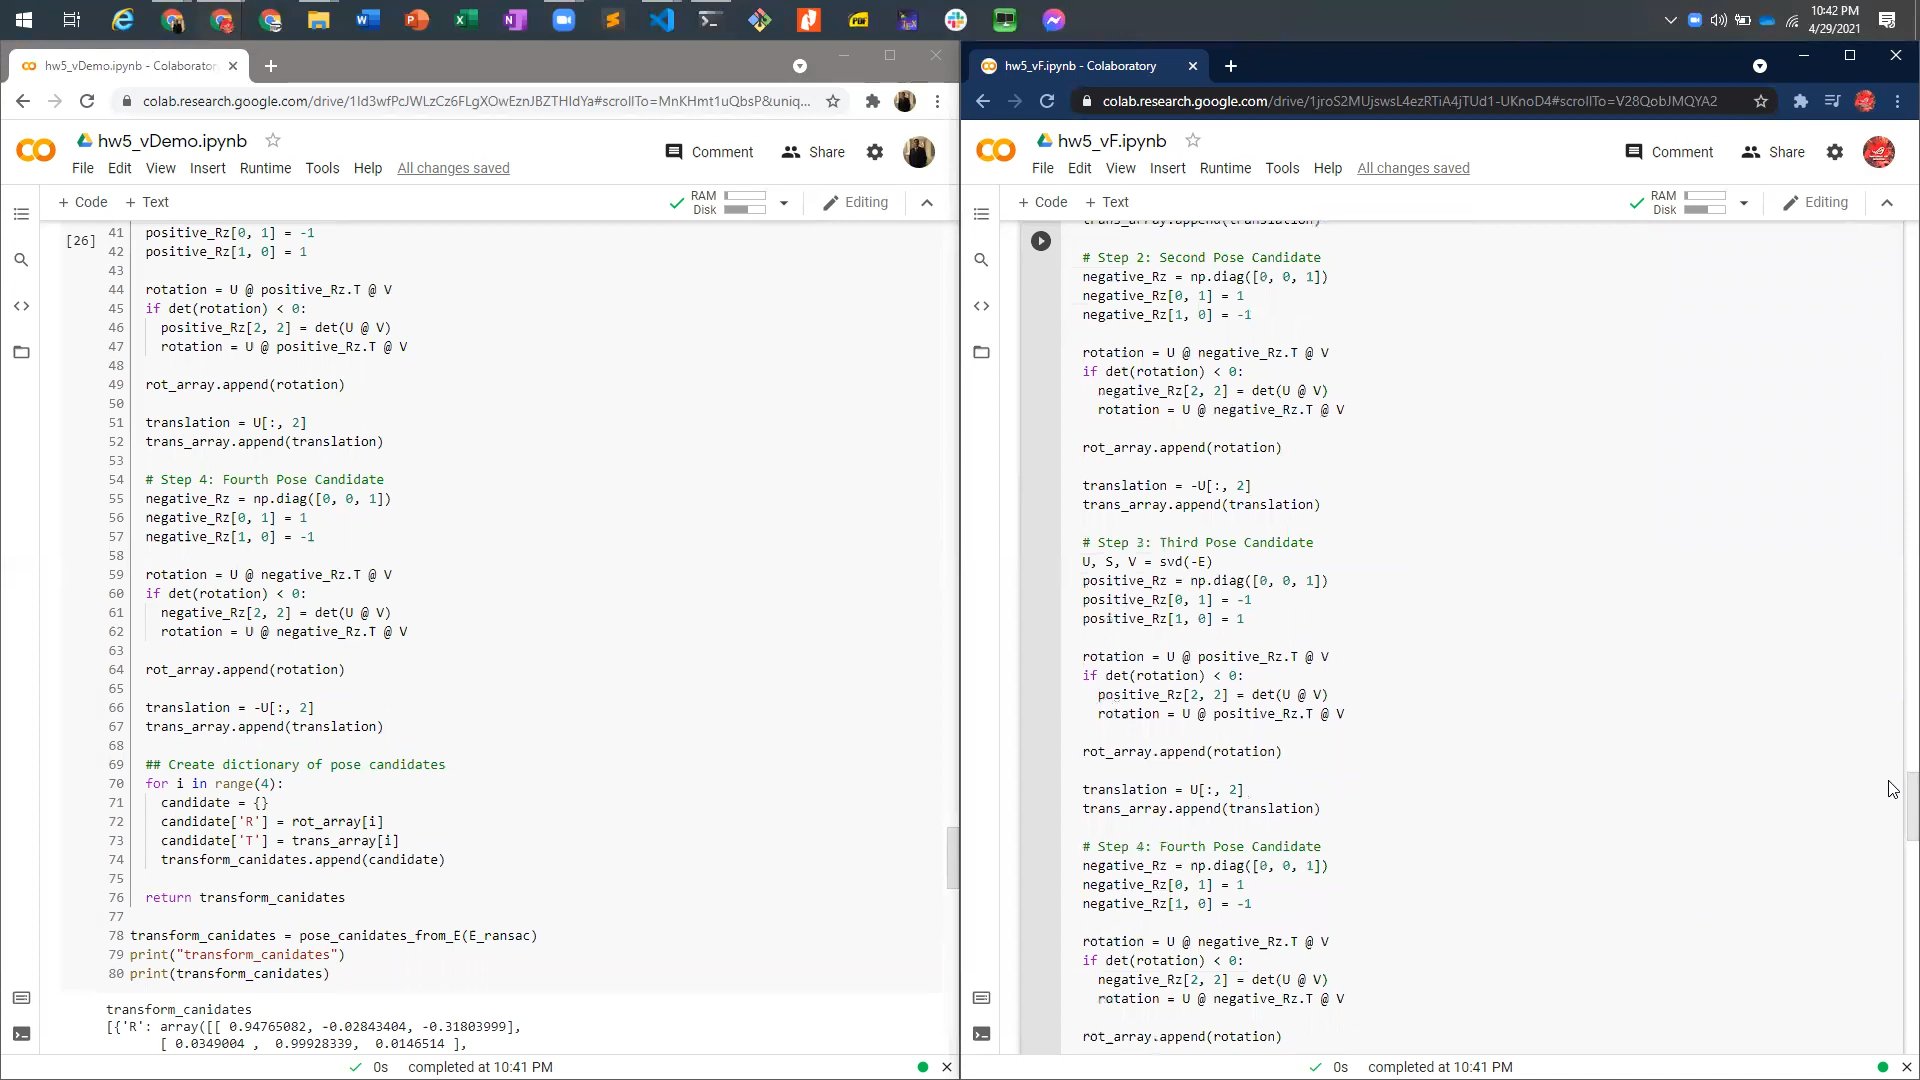 10:42 PM
4/29/2021
hw5_vDemo.ipynb - Colaborator
colab.research.google.com/drive/1Id3wfPcJWLzCz6FLgXOwEznJBZTHIdYa#scrollTo=MnKHmt1uQbsP&uniq...
hw5_vDemo.ipynb
Comment
Share
File Edit View Insert Runtime Tools Help All changes saved
+ Code + Text
RAM
Disk
Editing
[26]
41 positive_Rz[0, 1] = -1
42 positive_Rz[1, 0] = 1
43
44 rotation = U @ positive_Rz.T @ V
45 if det(rotation) < 0:
46 positive_Rz[2, 2] = det(U @ V)
47 rotation = U @ positive_Rz.T @ V
48
49 rot_array.append(rotation)
50
51 translation = U[:, 2]
52 trans_array.append(translation)
53
54 # Step 4: Fourth Pose Candidate
55 negative_Rz = np.diag([0, 0, 1])
56 negative_Rz[0, 1] = 1
57 negative_Rz[1, 0] = -1
58
59 rotation = U @ negative_Rz.T @ V
60 if det(rotation) < 0:
61 negative_Rz[2, 2] = det(U @ V)
62 rotation = U @ negative_Rz.T @ V
63
64 rot_array.append(rotation)
65
66 translation = -U[:, 2]
67 trans_array.append(translation)
68
69 ## Create dictionary of pose candidates
70 for i in range(4):
71 candidate = {}
72 candidate['R'] = rot_array[i]
73 candidate['T'] = trans_array[i]
74 transform_canidates.append(candidate)
75
76 return transform_canidates
77
78 transform_canidates = pose_canidates_from_E(E_ransac)
79 print("transform_canidates")
80 print(transform_canidates)
transform_canidates
[{'R': array([[ 0.94765082, -0.02843404, -0.31803999],
[ 0.0349004 , 0.99928339, 0.0146514 ],
0s completed at 10:41 PM
hw5_vF.ipynb - Colaboratory
colab.research.google.com/drive/1jroS2MUjswsL4ezRTiA4jTUd1-UKnoD4#scrollTo=V28QobJMQYA2
hw5_vF.ipynb
Comment
Share
File Edit View Insert Runtime Tools Help All changes saved
+ Code + Text
RAM
Disk
Editing
trans_array.append(translation)
# Step 2: Second Pose Candidate
negative_Rz = np.diag([0, 0, 1])
negative_Rz[0, 1] = 1
negative_Rz[1, 0] = -1
rotation = U @ negative_Rz.T @ V
if det(rotation) < 0:
negative_Rz[2, 2] = det(U @ V)
rotation = U @ negative_Rz.T @ V
rot_array.append(rotation)
translation = -U[:, 2]
trans_array.append(translation)
# Step 3: Third Pose Candidate
U, S, V = svd(-E)
positive_Rz = np.diag([0, 0, 1])
positive_Rz[0, 1] = -1
positive_Rz[1, 0] = 1
rotation = U @ positive_Rz.T @ V
if det(rotation) < 0:
positive_Rz[2, 2] = det(U @ V)
rotation = U @ positive_Rz.T @ V
rot_array.append(rotation)
translation = U[:, 2]
trans_array.append(translation)
# Step 4: Fourth Pose Candidate
negative_Rz = np.diag([0, 0, 1])
negative_Rz[0, 1] = 1
negative_Rz[1, 0] = -1
rotation = U @ negative_Rz.T @ V
if det(rotation) < 0:
negative_Rz[2, 2] = det(U @ V)
rotation = U @ negative_Rz.T @ V
rot_array.append(rotation)
0s completed at 10:41 PM